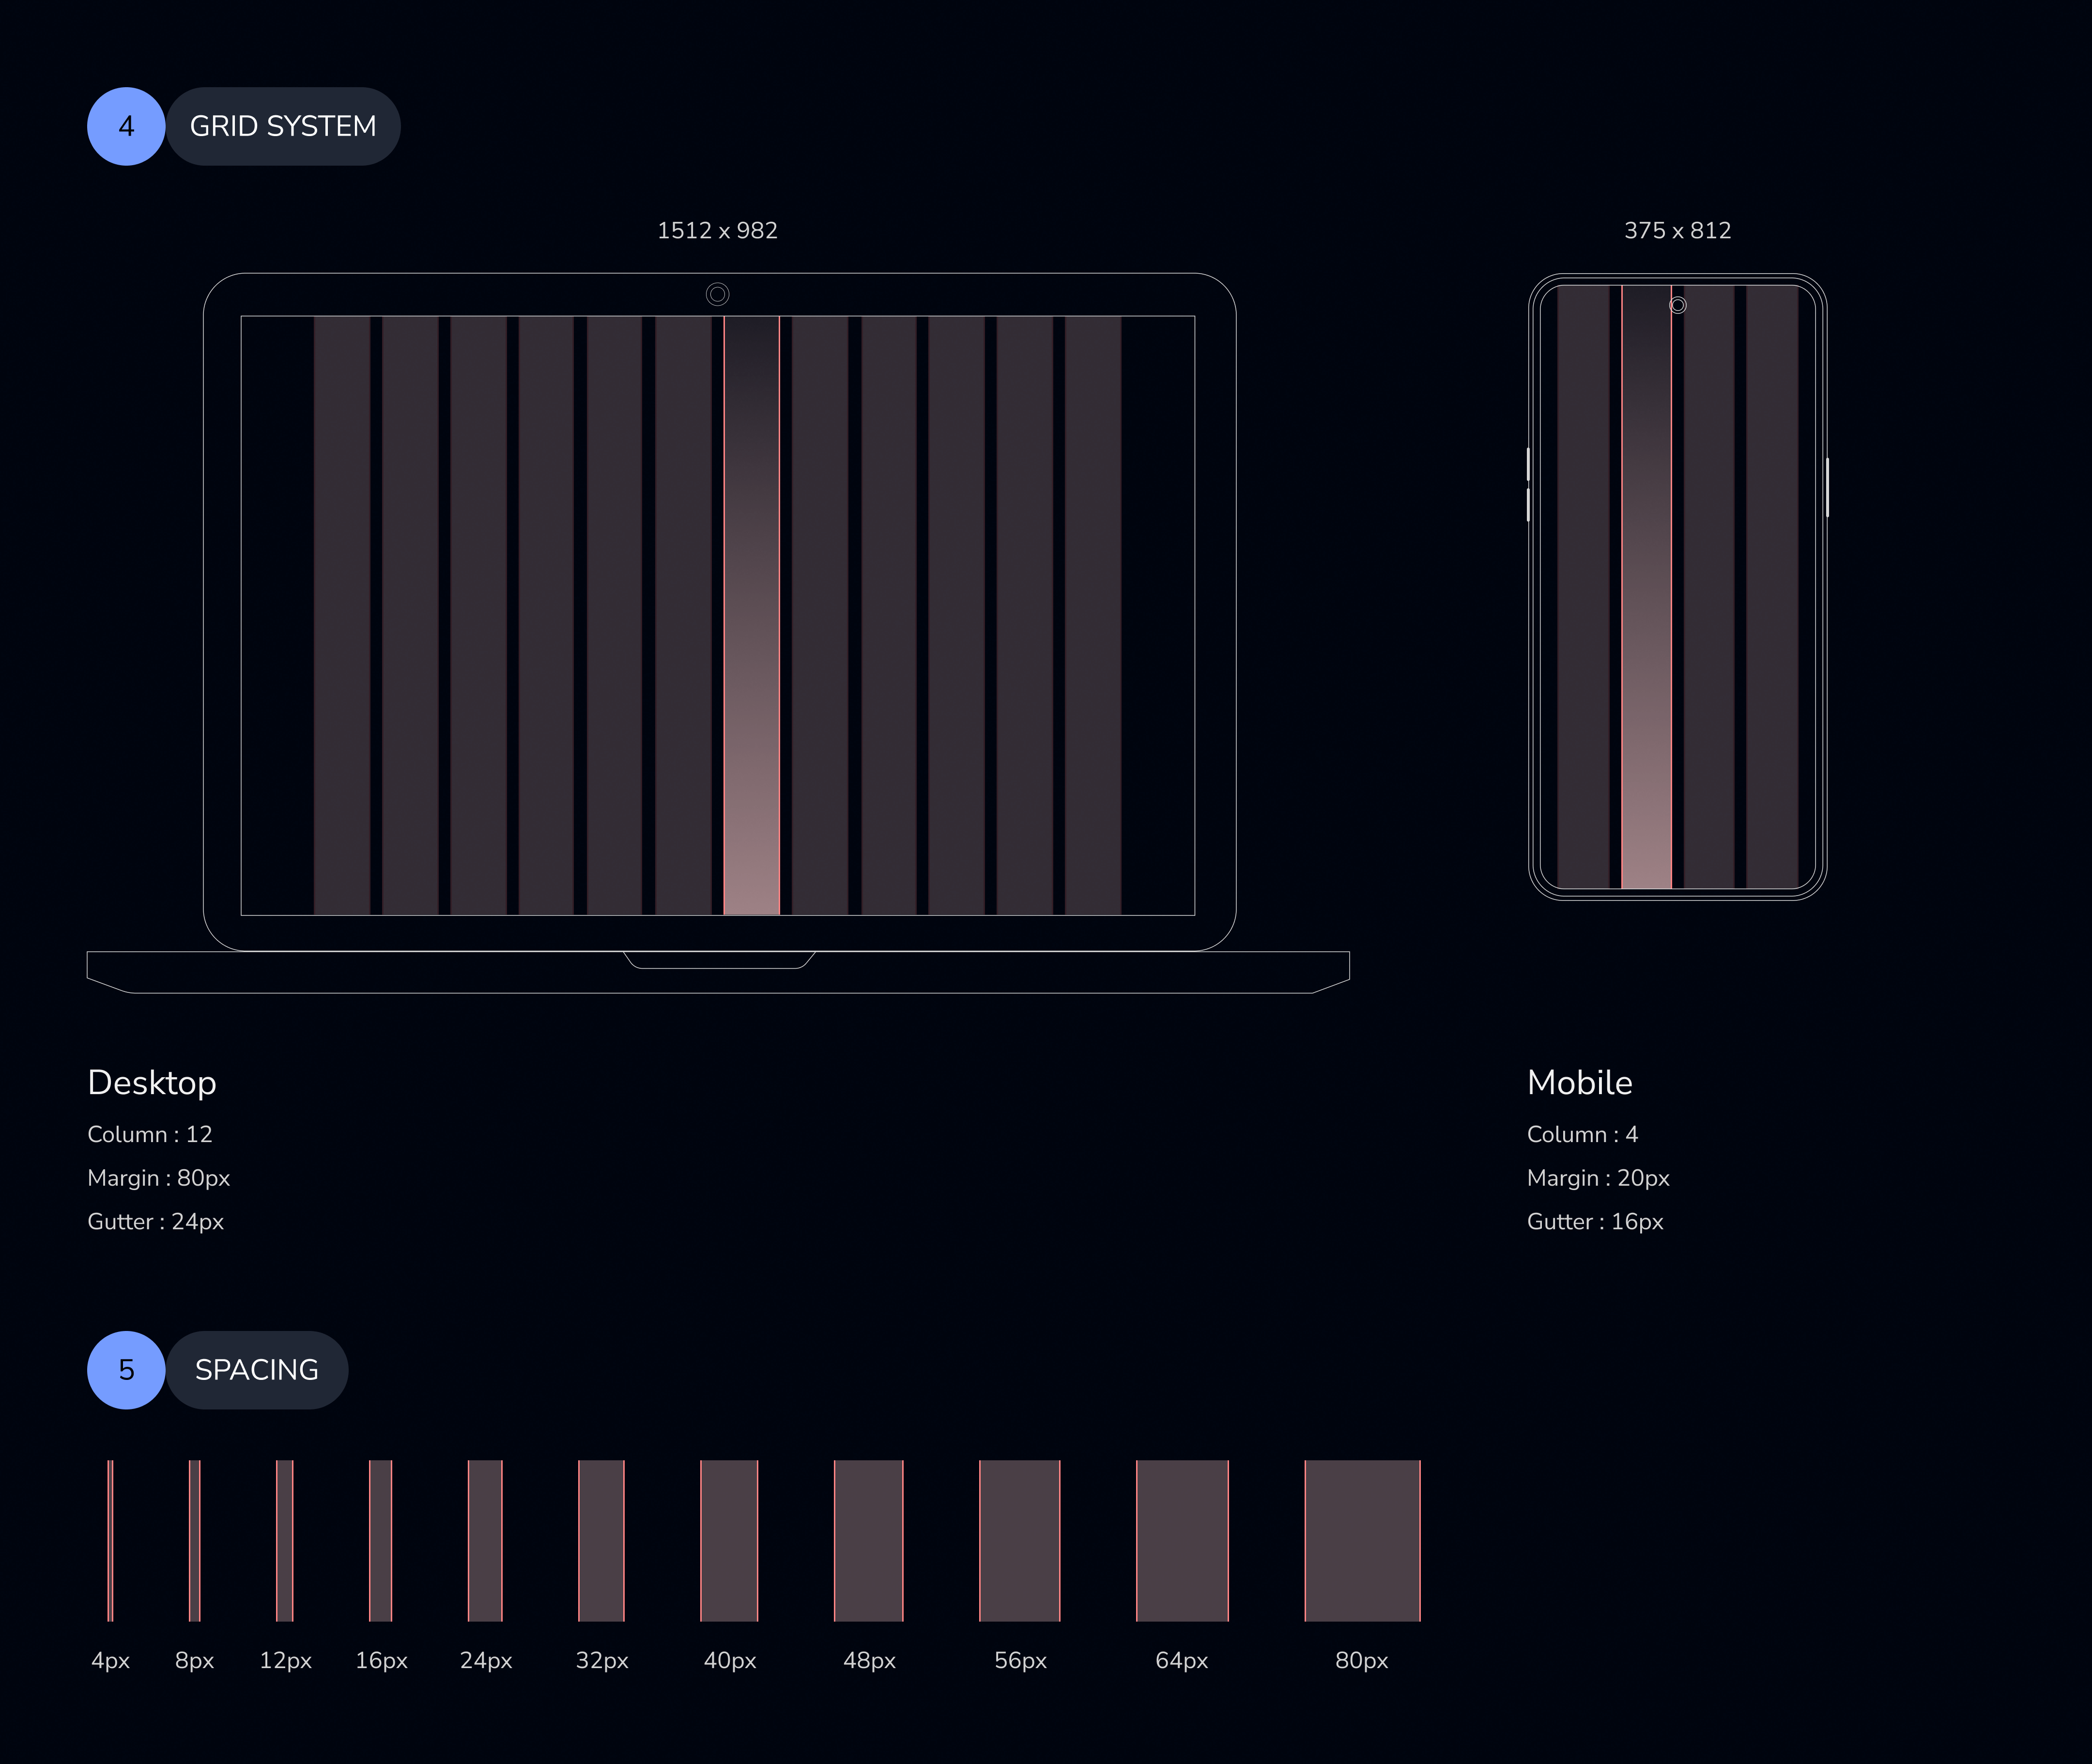 4
GRID SYSTEM
1512 x 982
375 x 812
Desktop
Column : 12
Margin : 80px
Gutter : 24px
Mobile
Column : 4
Margin : 20px
Gutter : 16px
5
SPACING
4px
8px
12px
16px
24px
32px
40px
48px
56px
64px
80px